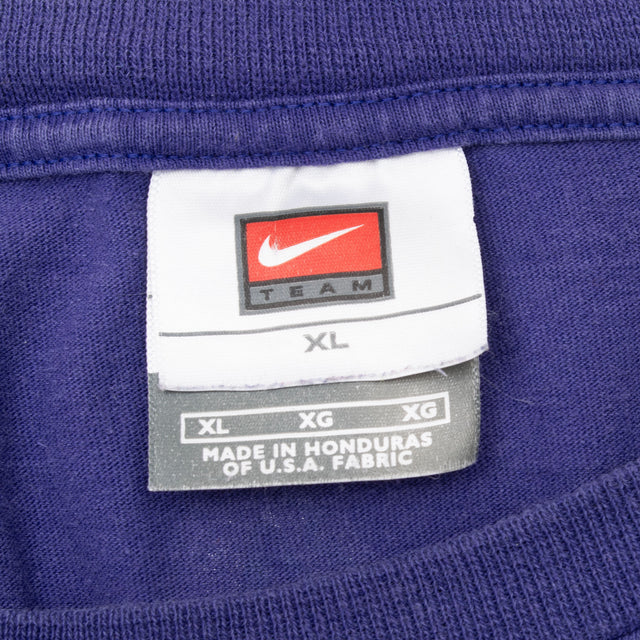 TEAM
XL
XL XG XG
MADE IN HONDURAS
OF U.S.A. FABRIC